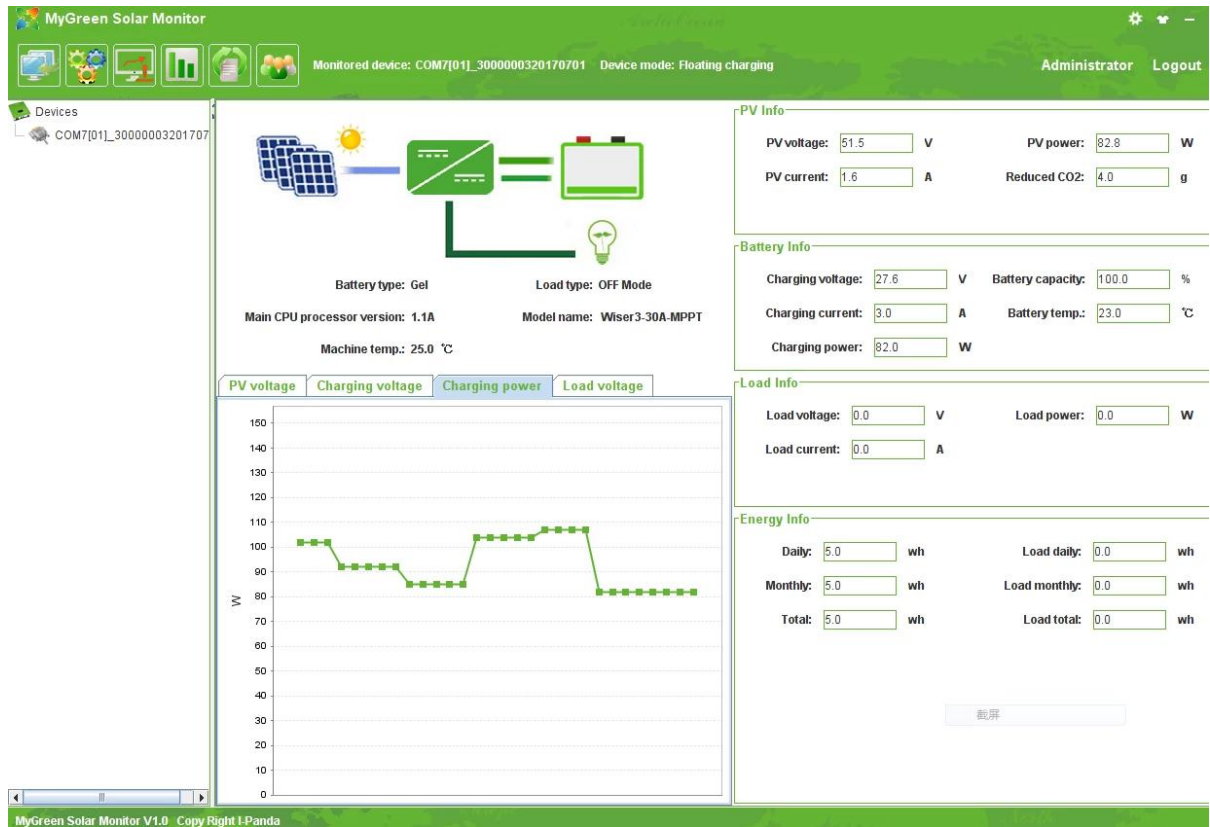 MyGreen Solar Monitor
Monitored device: COM7[01]_3000000320170701 Device mode: Floating charging
Administrator Logout
Devices
COM7[01]_30000003201707
Battery type: Gel
Load type: OFF Mode
Main CPU processor version: 1.1A
Model name: Wiser3-30A-MPPT
Machine temp.: 25.0 ℃
PV voltage
Charging voltage
Charging power
Load voltage
150
140
130
120
110
100
90
80
70
60
50
40
30
20
10
0
W
PV Info
PV voltage: 51.5 V
PV power: 82.8 W
PV current: 1.6 A
Reduced CO2: 4.0 g
Battery Info
Charging voltage: 27.6 V
Battery capacity: 100.0 %
Charging current: 3.0 A
Battery temp.: 23.0 ℃
Charging power: 82.0 W
Load Info
Load voltage: 0.0 V
Load power: 0.0 W
Load current: 0.0 A
Energy Info
Daily: 5.0 wh
Load daily: 0.0 wh
Monthly: 5.0 wh
Load monthly: 0.0 wh
Total: 5.0 wh
Load total: 0.0 wh
截屏
MyGreen Solar Monitor V1.0 Copy Right I-Panda